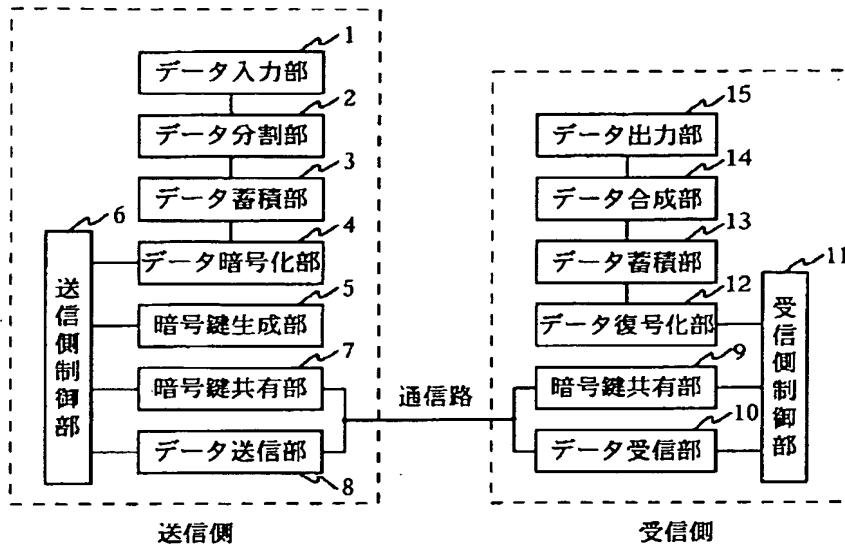 1
データ入力部
2
データ分割部
3
データ蓄積部
4
データ暗号化部
5
暗号鍵生成部
6
送信側制御部
7
暗号鍵共有部
データ送信部
8
送信側
通信路
15
データ出力部
14
データ合成部
13
データ蓄積部
12
データ復号化部
11
受信側制御部
9
暗号鍵共有部
10
データ受信部
受信側